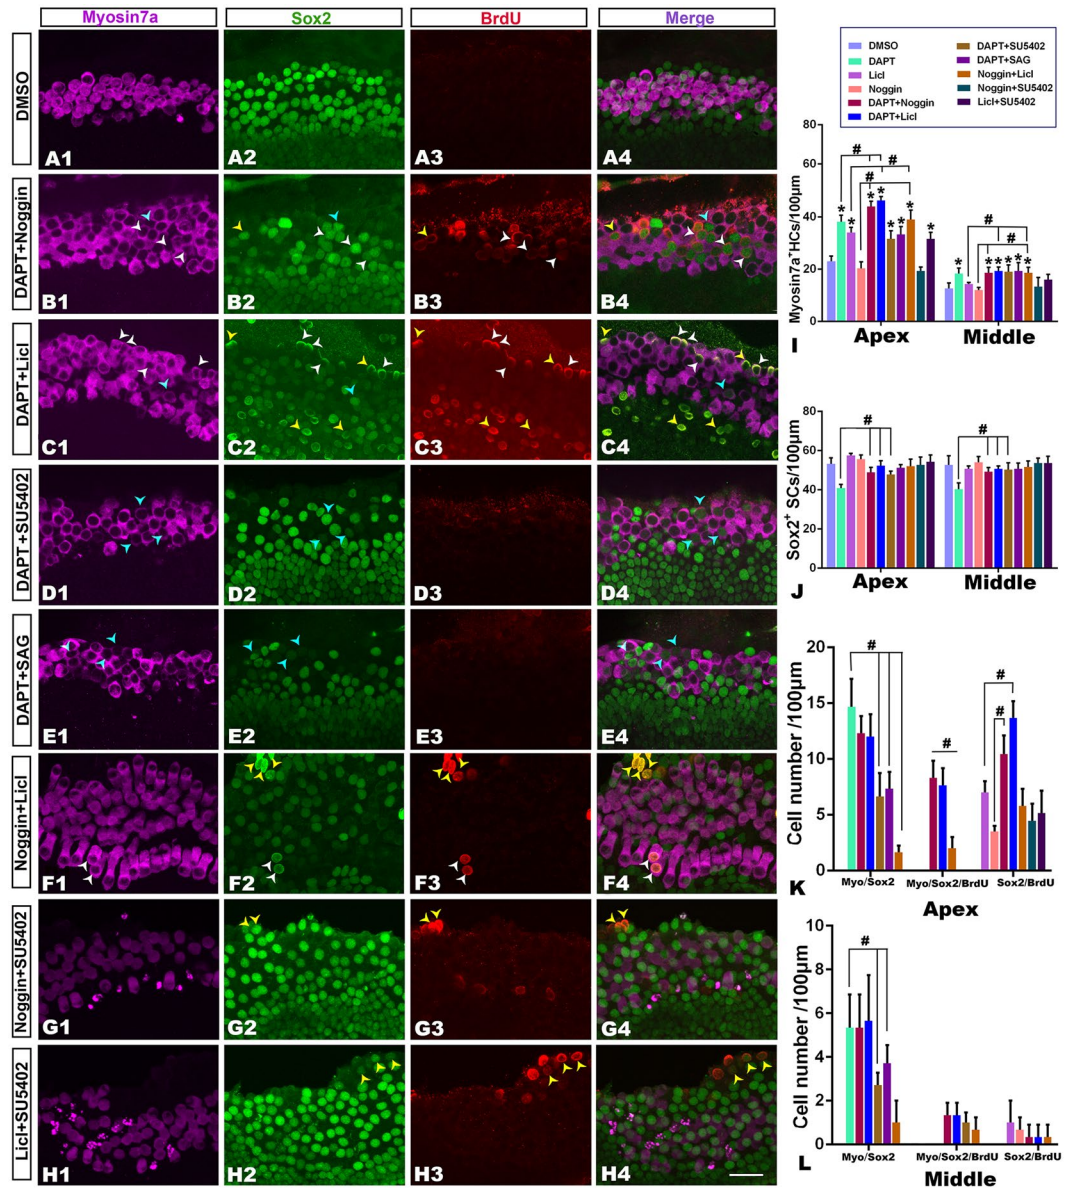 Myosin7a Sox2 BrdU Merge
DMSO
A1 A2 A3 A4
DAPT+Noggin
B1 B2 B3 B4
DAPT+Licl
C1 C2 C3 C4
DAPT+SU5402
D1 D2 D3 D4
DAPT+SAG
E1 E2 E3 E4
Noggin+Licl
F1 F2 F3 F4
Noggin+SU5402
G1 G2 G3 G4
Licl+SU5402
H1 H2 H3 H4
DMSO DAPT+SU5402
DAPT DAPT+SAG
Licl Noggin+Licl
Noggin Noggin+SU5402
DAPT+Noggin Licl+SU5402
DAPT+Licl
Myosin7a⁺HCs/100μm
80
60
40
20
0
# # #
* * * * * * * *
# #
* * * * * *
Apex Middle
I
Sox2⁺ SCs/100μm
80
60
40
20
0
# #
Apex Middle
J
Cell number /100μm
20
15
10
5
0
# # # #
Myo/Sox2 Myo/Sox2/BrdU Sox2/BrdU
K
Apex
Cell number /100μm
10
8
6
4
2
0
#
Myo/Sox2 Myo/Sox2/BrdU Sox2/BrdU
L
Middle